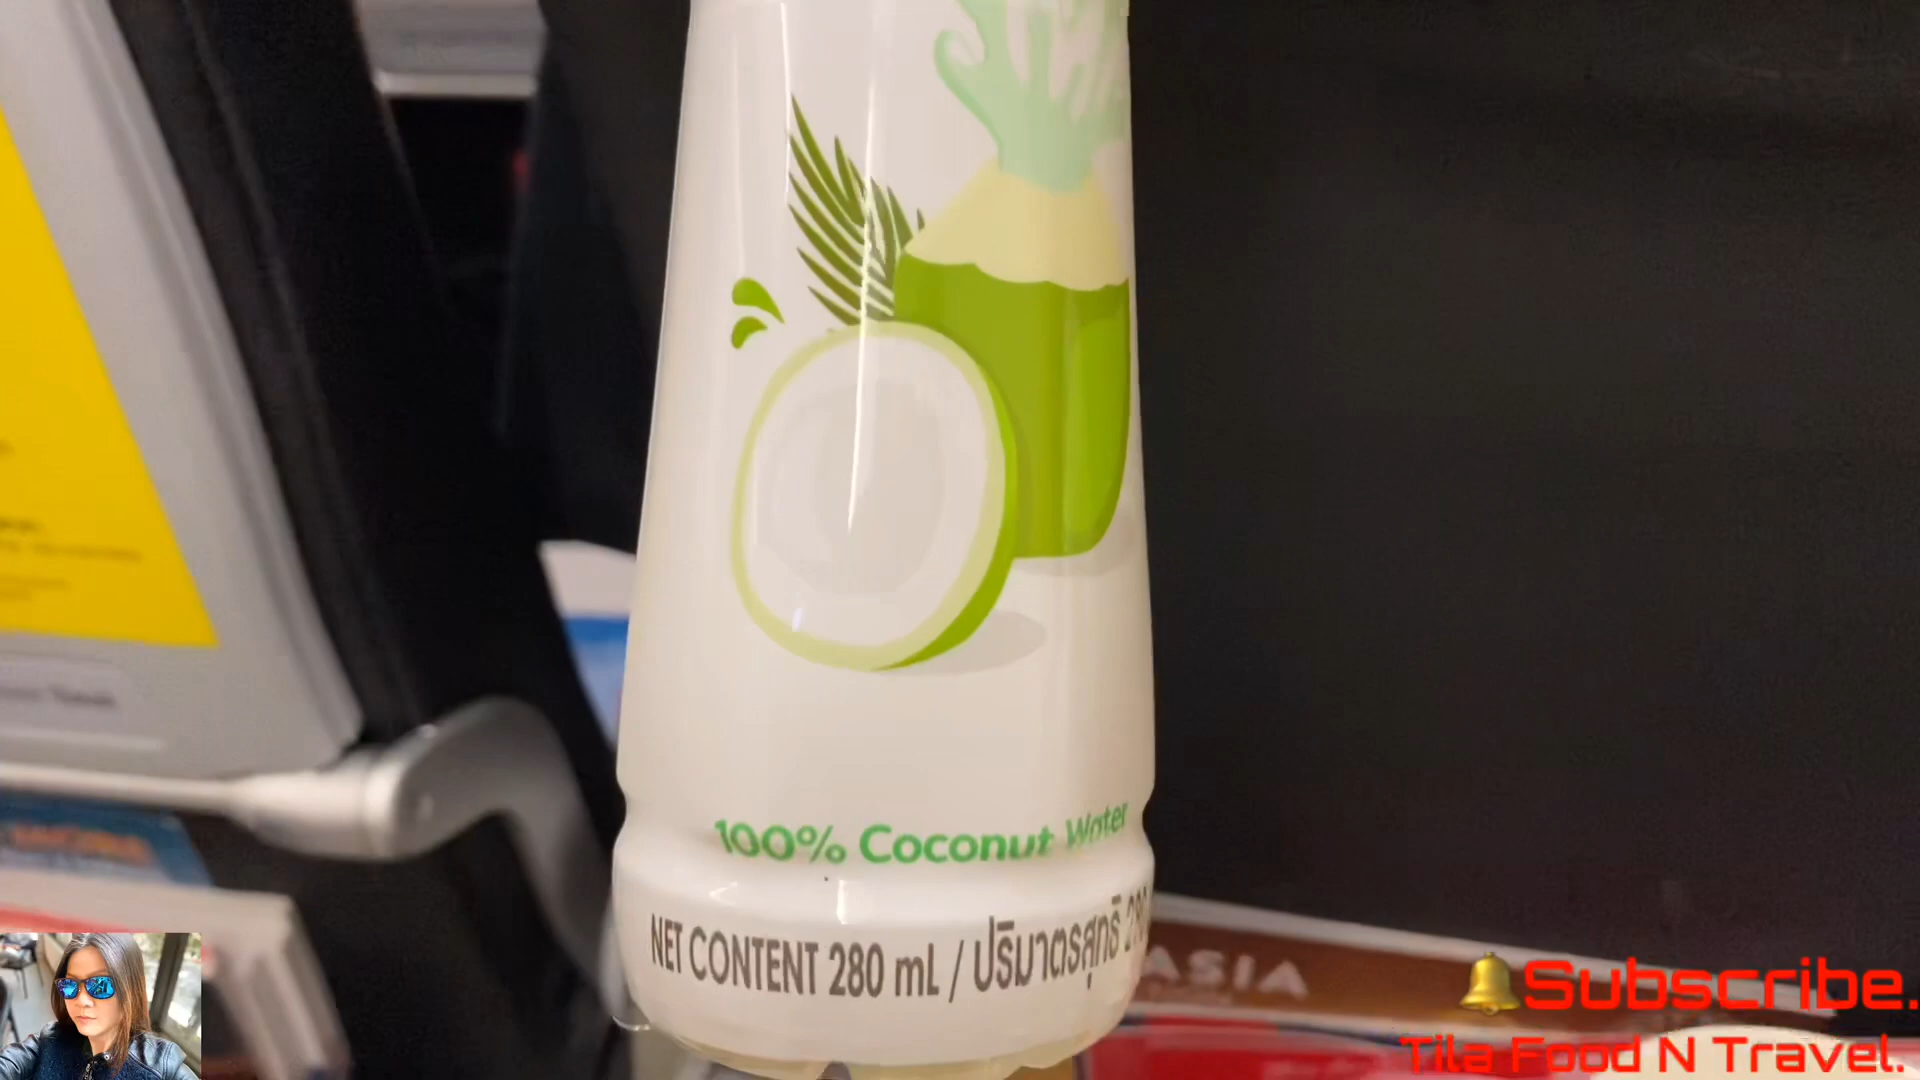 100% Coconut Water
NET CONTENT 280 mL / ปริมาตรสุทธิ 280
ASIA
Subscribe.
Tila Food N Travel.